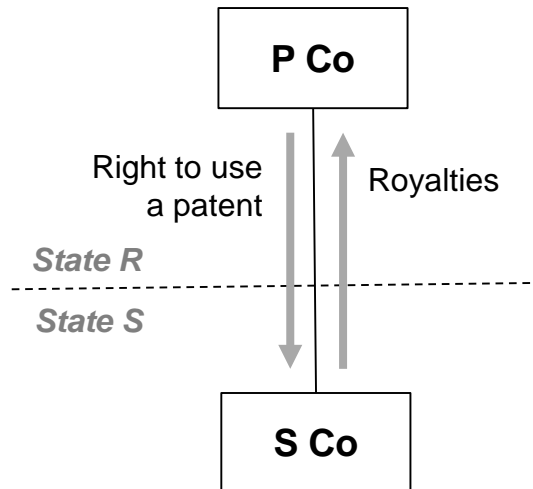 P Co
Right to use
a patent
Royalties
State R
State S
S Co